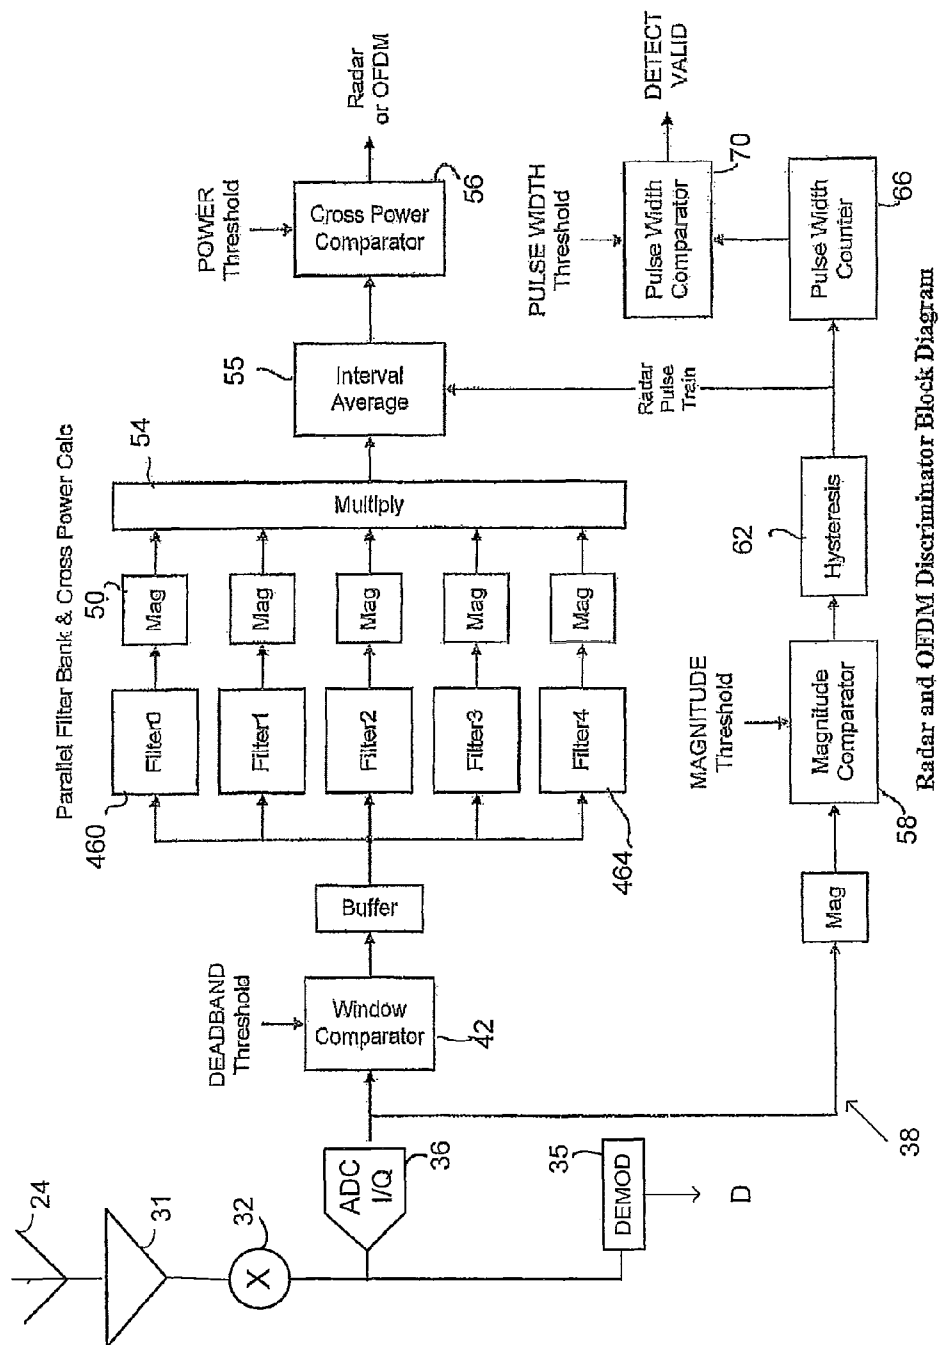 24
31
32
X
ADC
I/Q
36
35
DEMOD
D
38
DEADBAND
Threshold
Window
Comparator
42
Buffer
Parallel Filter Bank & Cross Power Calc
460
Filter0
Filter1
Filter2
Filter3
Filter4
464
50
Mag
Mag
Mag
Mag
Mag
54
Multiply
55
Interval
Average
POWER
Threshold
Cross Power
Comparator
56
Radar
or OFDM
Mag
MAGNITUDE
Threshold
Magnitude
Comparator
58
62
Hysteresis
Radar
Pulse
Train
Pulse Width
Counter
66
PULSE WIDTH
Threshold
Pulse Width
Comparator
70
DETECT
VALID
Radar and OFDM Discriminator Block Diagram